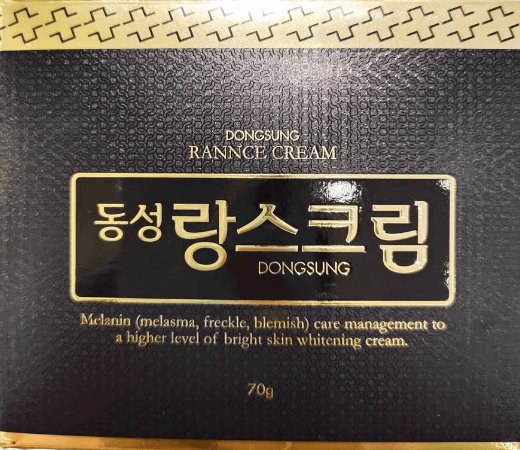 DONGSUNG
RANNCE CREAM
동성 랑스크림
DONGSUNG
Melanin (melasma, freckle, blemish) care management to
a higher level of bright skin whitening cream.
70g